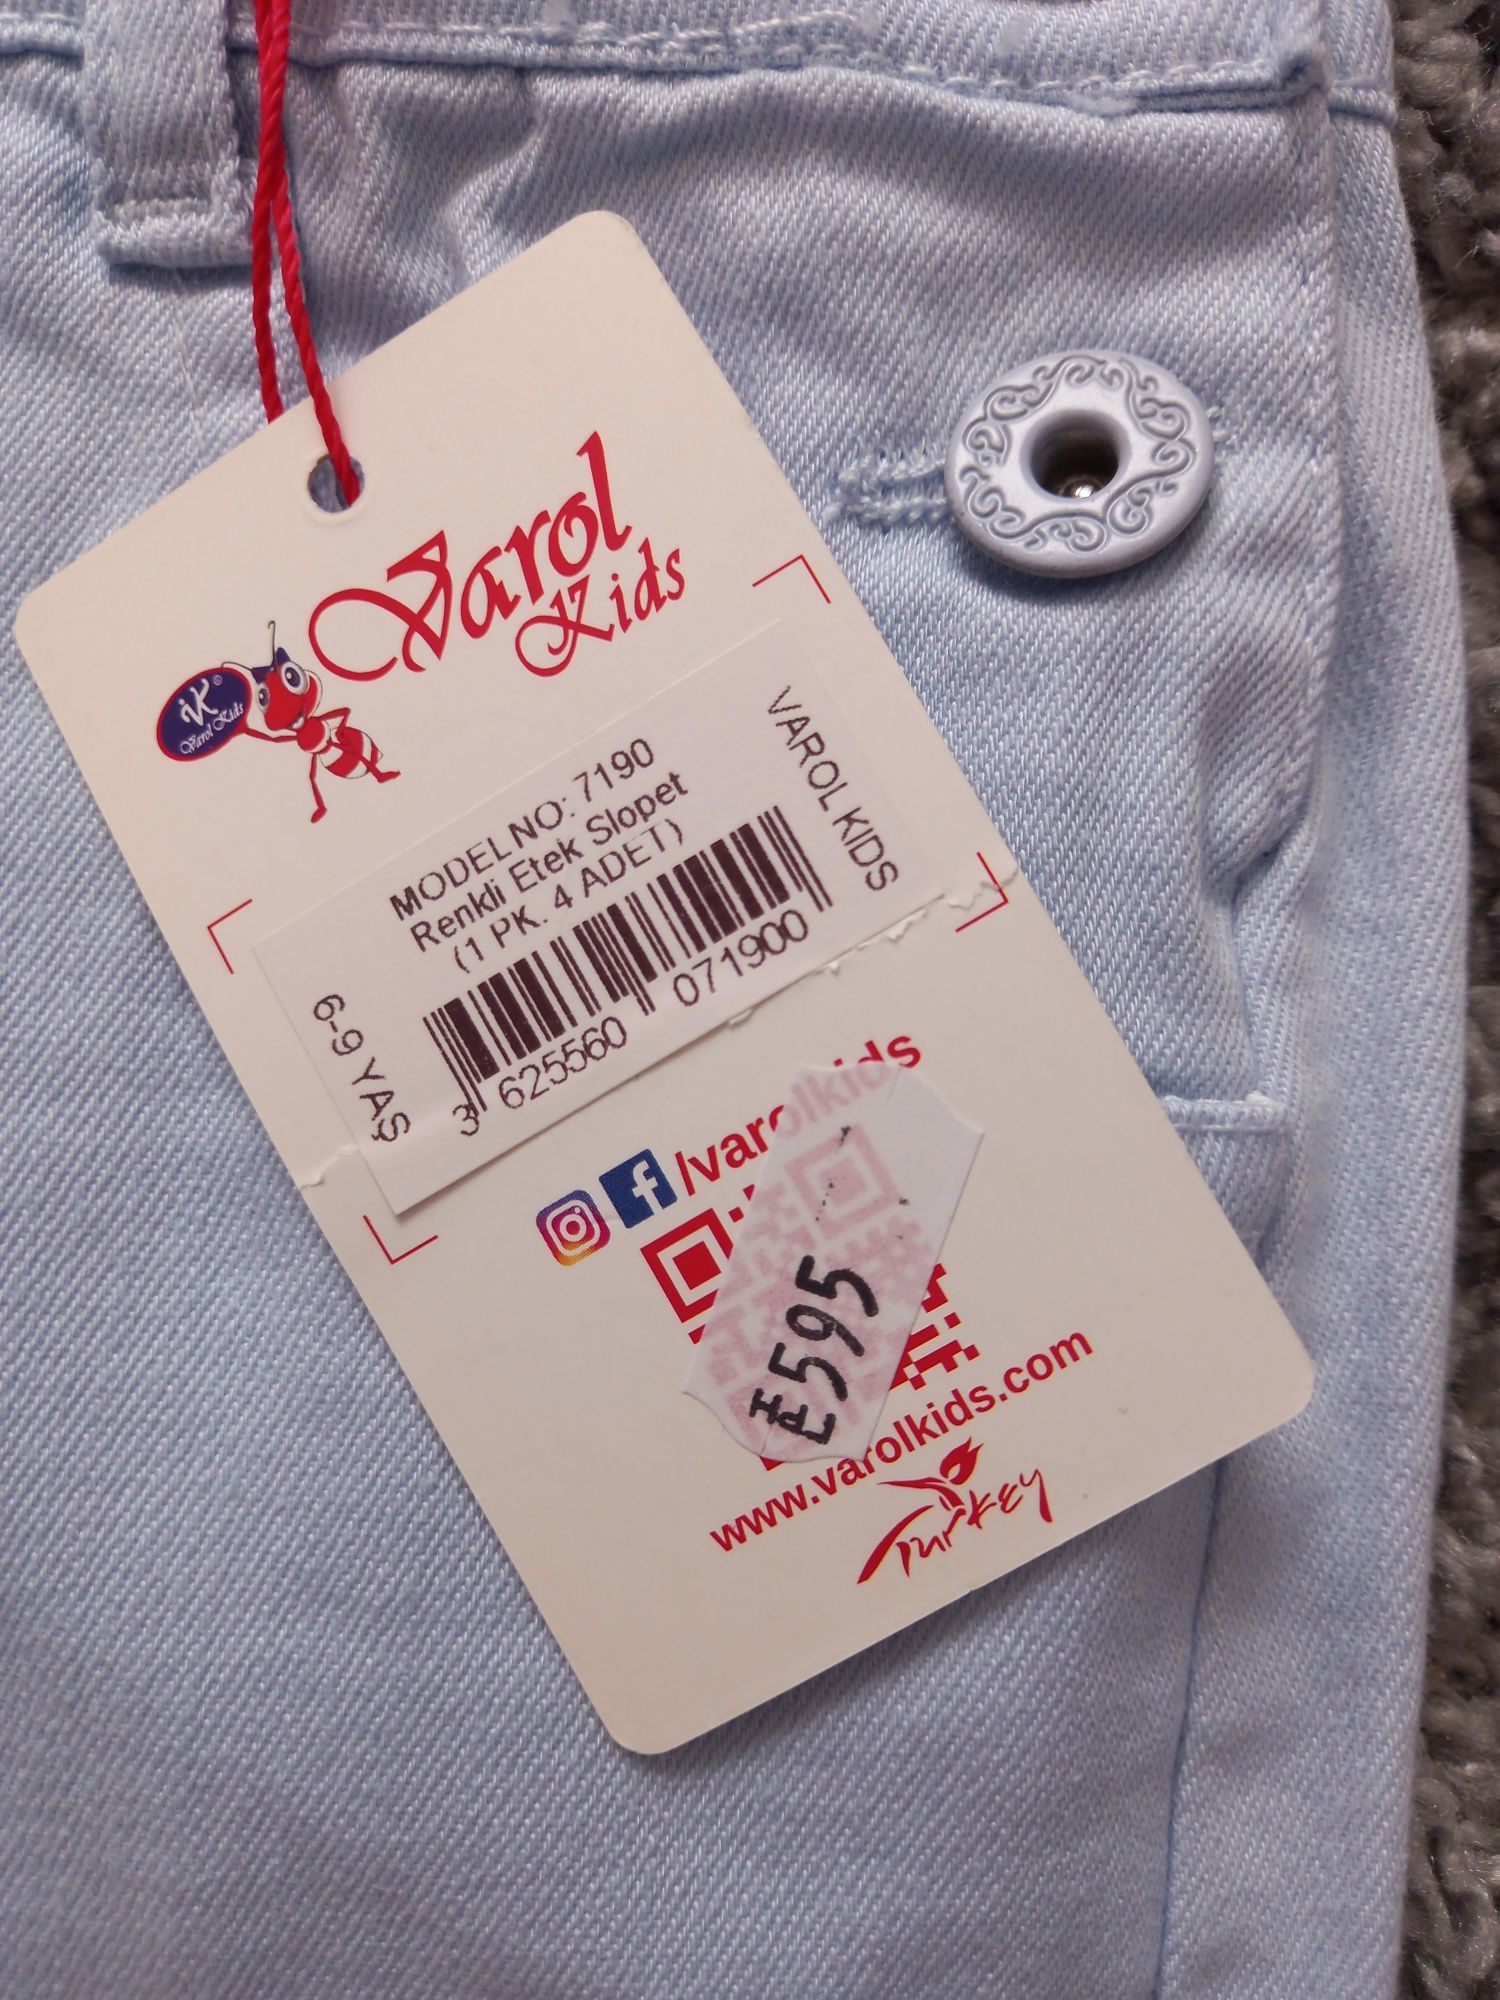 Varol
Kids
VK
Varol Kids
MODEL NO: 7190
Renkli Etek Slopet
(1 PK. 4 ADET)
VAROL KIDS
6-9 YAŞ
3 625560 071900
/varolkids
595
www.varolkids.com
Turkey